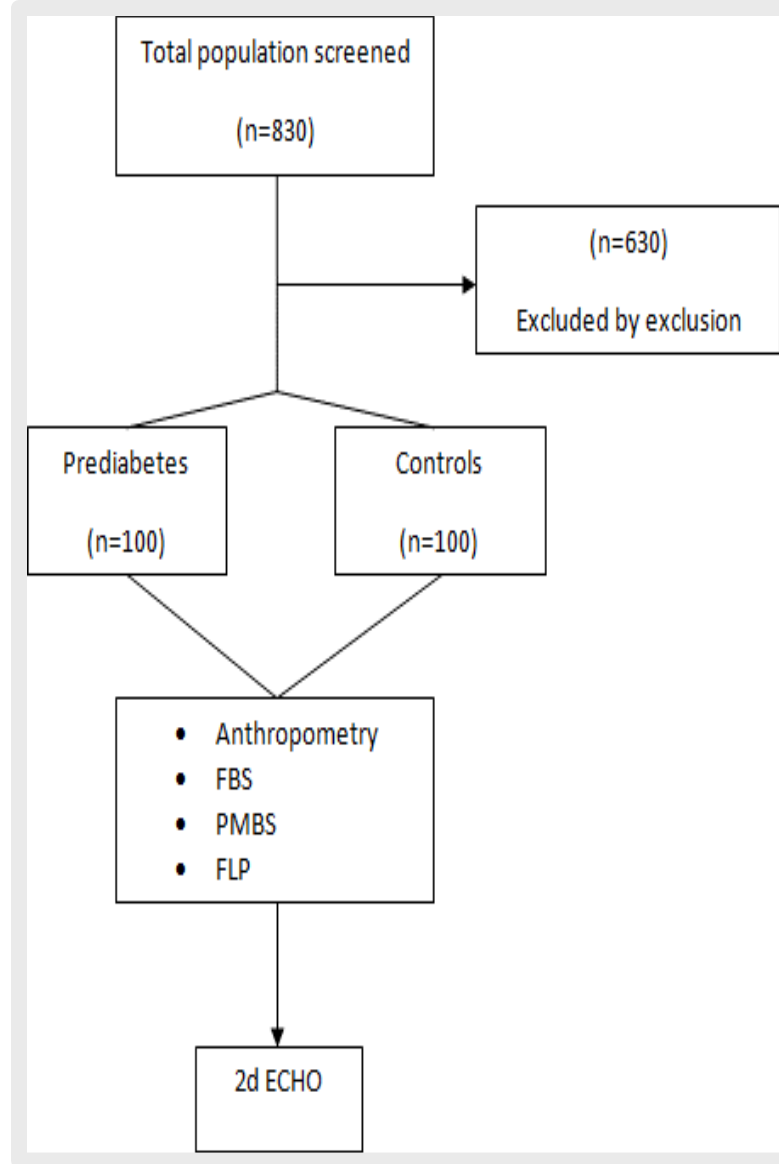 Total population screened
(n=830)
(n=630)
Excluded by exclusion
Prediabetes
(n=100)
Controls
(n=100)
• Anthropometry
• FBS
• PMBS
• FLP
2d ECHO